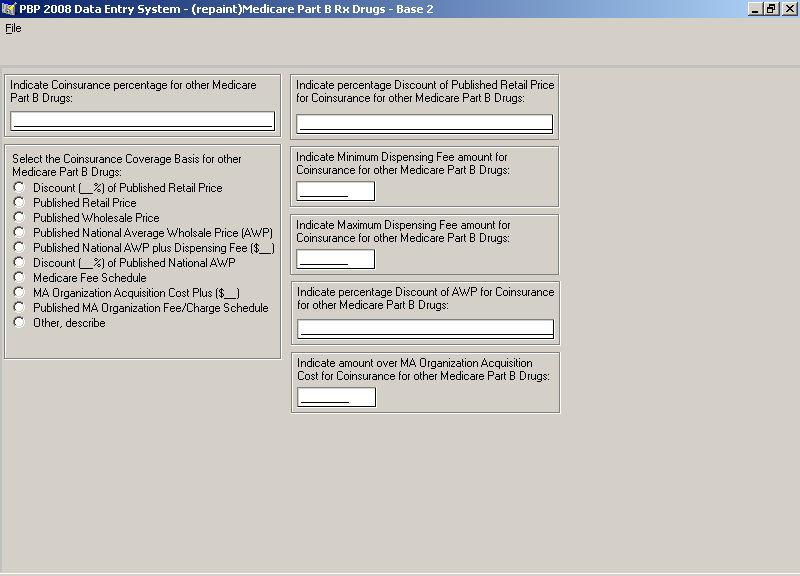 PBP 2008 Data Entry System - (repaint)Medicare Part B Rx Drugs - Base 2
File
Indicate Coinsurance percentage for other Medicare
Part B Drugs:
Select the Coinsurance Coverage Basis for other
Medicare Part B Drugs:
Discount (__%) of Published Retail Price
Published Retail Price
Published Wholesale Price
Published National Average Wholsale Price (AWP)
Published National AWP plus Dispensing Fee ($__)
Discount (__%) of Published National AWP
Medicare Fee Schedule
MA Organization Acquisition Cost Plus ($__)
Published MA Organization Fee/Charge Schedule
Other, describe
Indicate percentage Discount of Published Retail Price
for Coinsurance for other Medicare Part B Drugs:
Indicate Minimum Dispensing Fee amount for
Coinsurance for other Medicare Part B Drugs:
Indicate Maximum Dispensing Fee amount for
Coinsurance for other Medicare Part B Drugs:
Indicate percentage Discount of AWP for Coinsurance
for other Medicare Part B Drugs:
Indicate amount over MA Organization Acquisition
Cost for Coinsurance for other Medicare Part B Drugs: